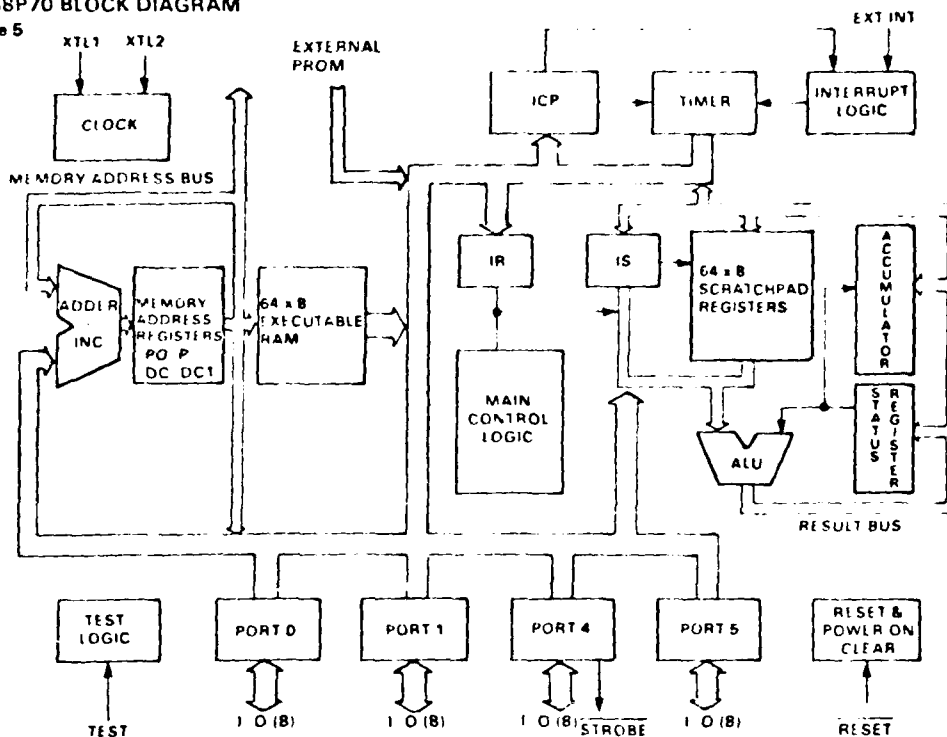 8P70 BLOCK DIAGRAM
e 5
XTL1 XTL2
EXTERNAL
PROM
EXT INT
CLOCK
ICP
TIMER
INTERRUPT
LOGIC
MEMORY ADDRESS BUS
ADDER
INC
MEMORY
ADDRESS
REGISTERS
PO P
DC DC1
64 x 8
EXECUTABLE
RAM
IR
IS
64 x 8
SCRATCHPAD
REGISTERS
ACCUMULATOR
MAIN
CONTROL
LOGIC
ALU
STATUS
REGISTER
RESULT BUS
TEST
LOGIC
PORT 0
PORT 1
PORT 4
PORT 5
RESET &
POWER ON
CLEAR
TEST
I O (8)
I O (8)
I O (8)
STROBE
I O (8)
RESET